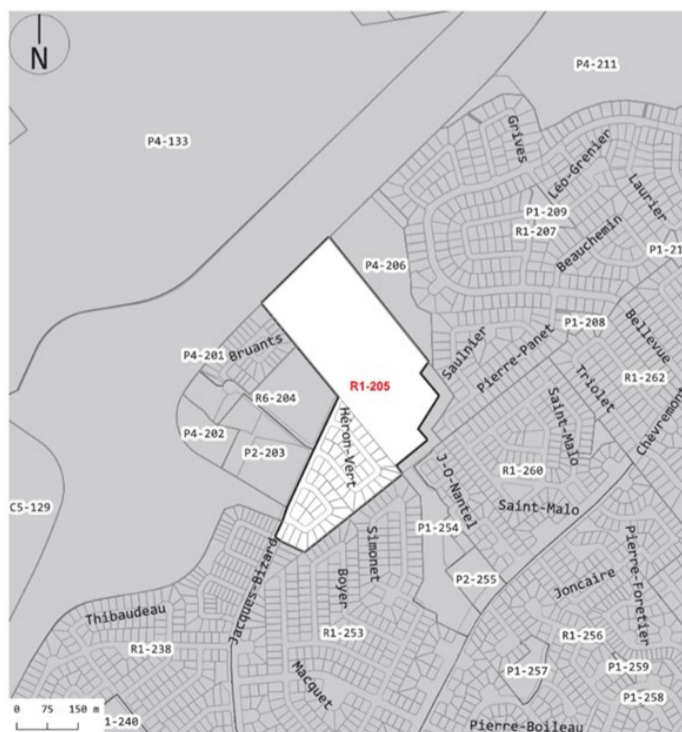 N
P4-211
P4-133
Grives
Léo-Grenier
Laurier
P1-209
R1-207
Beauchemin
P1-21
P4-206
P1-208
Bellevue
Saulnier
Pierre-Panet
P4-201
Bruants
R1-205
R6-204
Triolet
R1-262
Héron-Vert
Saint-Malo
Chèvremont
P4-202
P2-203
J-O-Nantel
R1-260
Saint-Malo
C5-129
P1-254
Simonet
Jacques-Bizard
P2-255
Joncaire
Pierre-Foretier
Boyer
Thibaudeau
R1-253
R1-256
R1-238
Macquet
P1-257
P1-259
P1-258
0 75 150 m
1-240
Pierre-Boileau